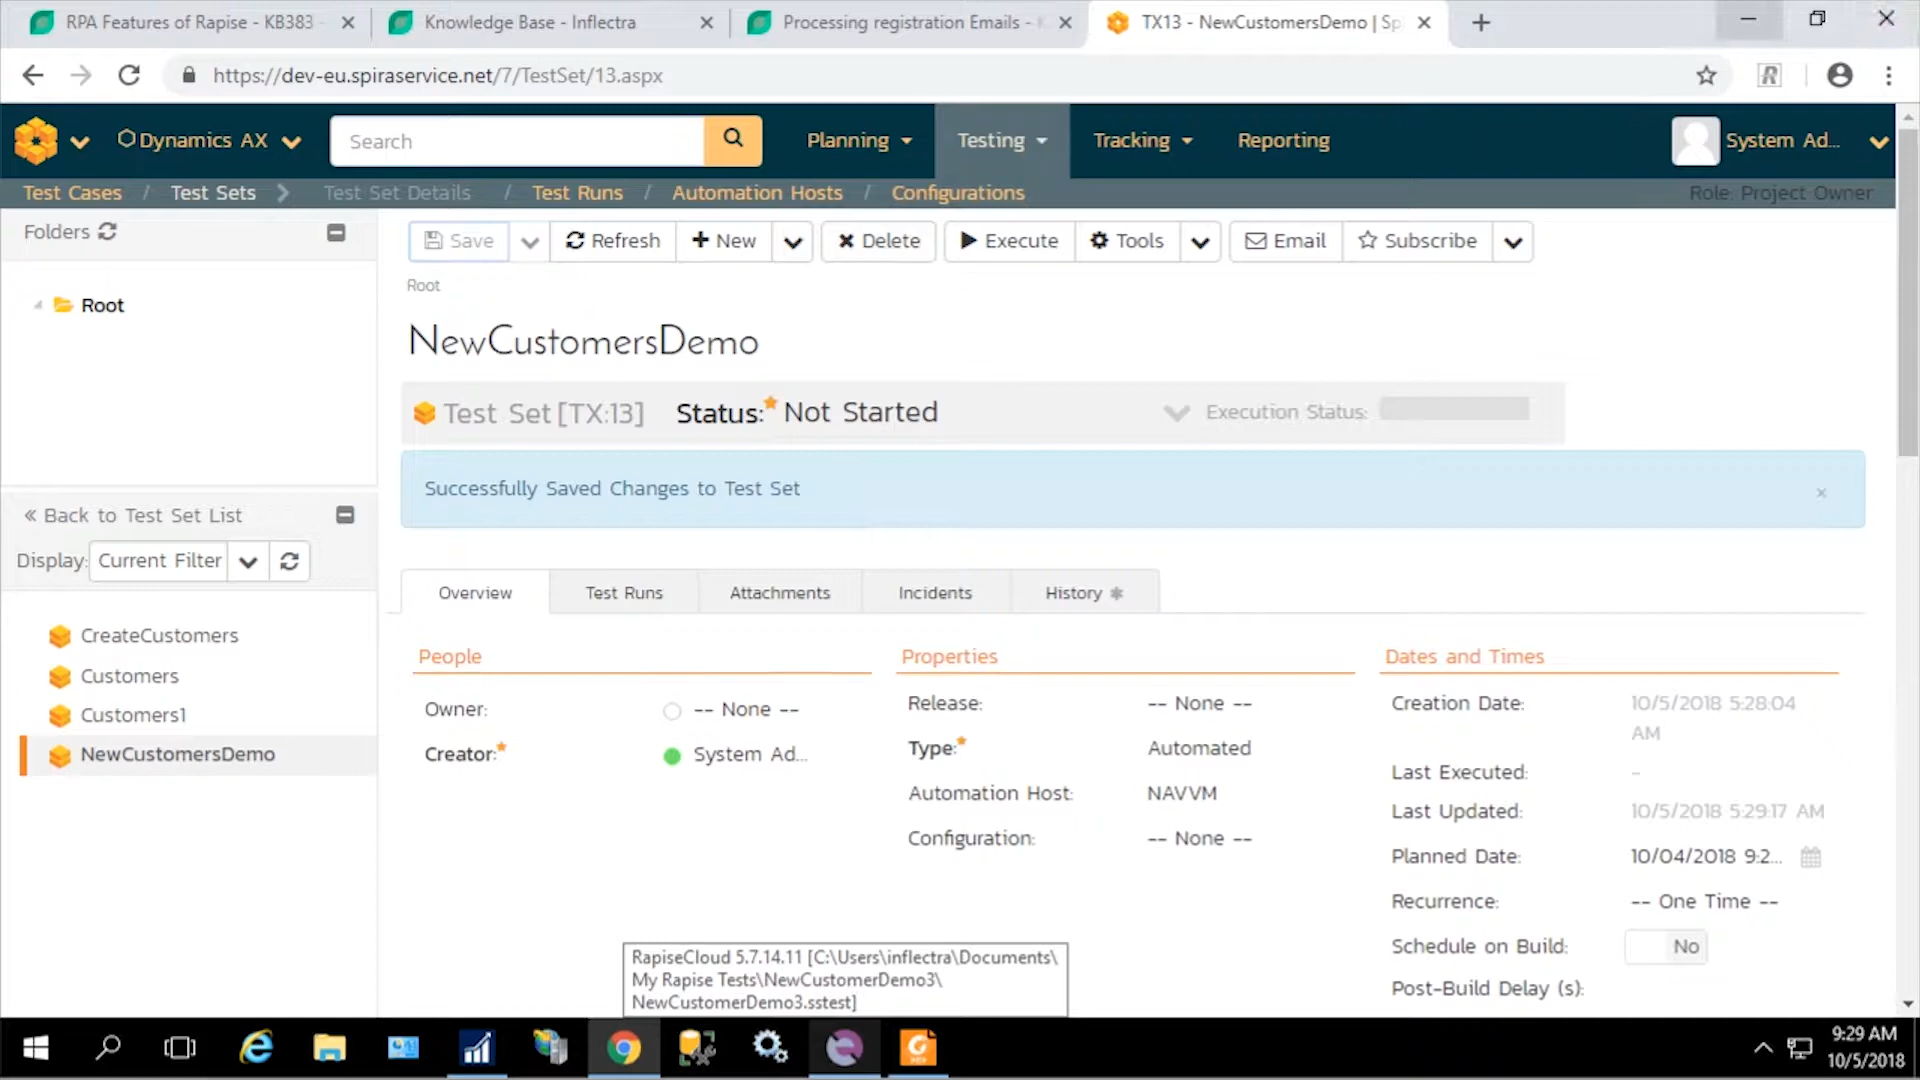 RPA Features of Rapise - KB383
Knowledge Base - Inflectra
Processing registration Emails -
TX13 - NewCustomersDemo | Sp
https://dev-eu.spiraservice.net/7/TestSet/13.aspx
Dynamics AX
Search
Planning
Testing
Tracking
Reporting
System Ad...
Test Cases / Test Sets > Test Set Details / Test Runs / Automation Hosts / Configurations
Role: Project Owner
Folders
Save
Refresh
New
Delete
Execute
Tools
Email
Subscribe
Root
Root
NewCustomersDemo
Test Set [TX:13]
Status:* Not Started
Execution Status:
Successfully Saved Changes to Test Set
×
« Back to Test Set List
Display: Current Filter
CreateCustomers
Customers
Customers1
NewCustomersDemo
Overview
Test Runs
Attachments
Incidents
History *
People
Owner: -- None --
Creator:* System Ad...
Properties
Release: -- None --
Type:* Automated
Automation Host: NAVVM
Configuration: -- None --
Dates and Times
Creation Date: 10/5/2018 5:28:04
AM
Last Executed: -
Last Updated: 10/5/2018 5:29:17 AM
Planned Date: 10/04/2018 9:2...
Recurrence: -- One Time --
Schedule on Build: No
Post-Build Delay (s):
RapiseCloud 5.7.14.11 [C:\Users\inflectra\Documents\
My Rapise Tests\NewCustomerDemo3\
NewCustomerDemo3.sstest]
9:29 AM
10/5/2018